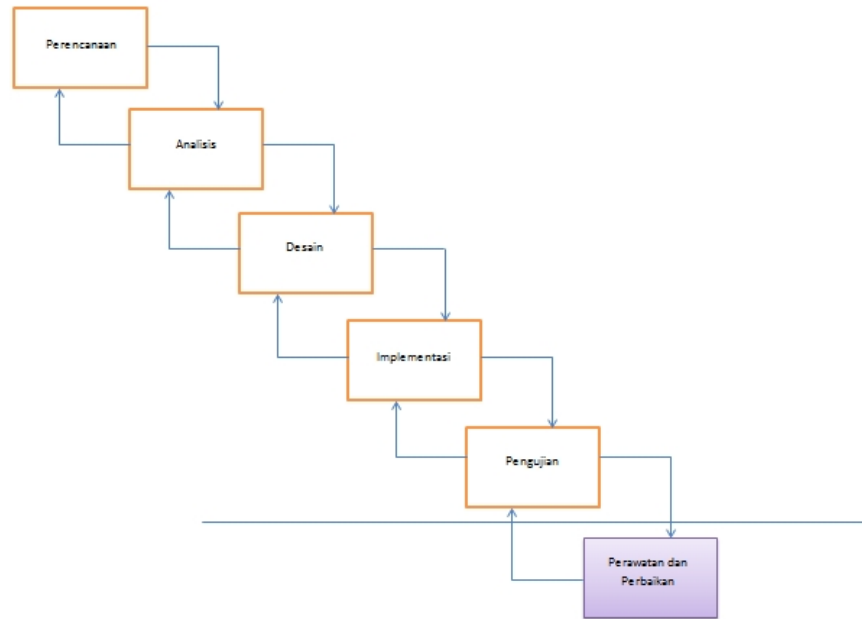 Perencanaan
Analisis
Desain
Implementasi
Pengujian
Perawatan dan
Perbaikan